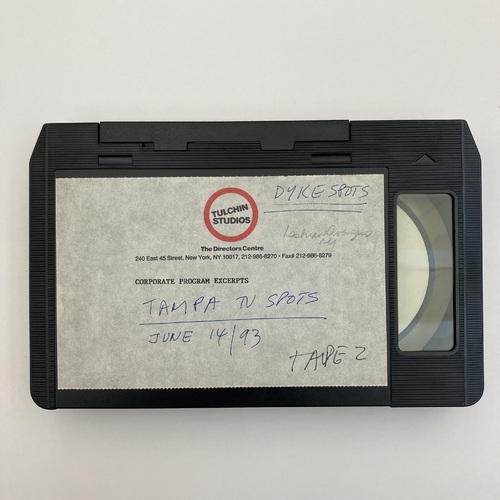 DYKE SPOTS
TULCHIN
STUDIOS
The Directors Centre
240 East 45 Street, New York, NY 10017, 212-986-8270 • Fax# 212-986-8279
CORPORATE PROGRAM EXCERPTS
TAMPA TV SPOTS
JUNE 14/93
TAPE 2